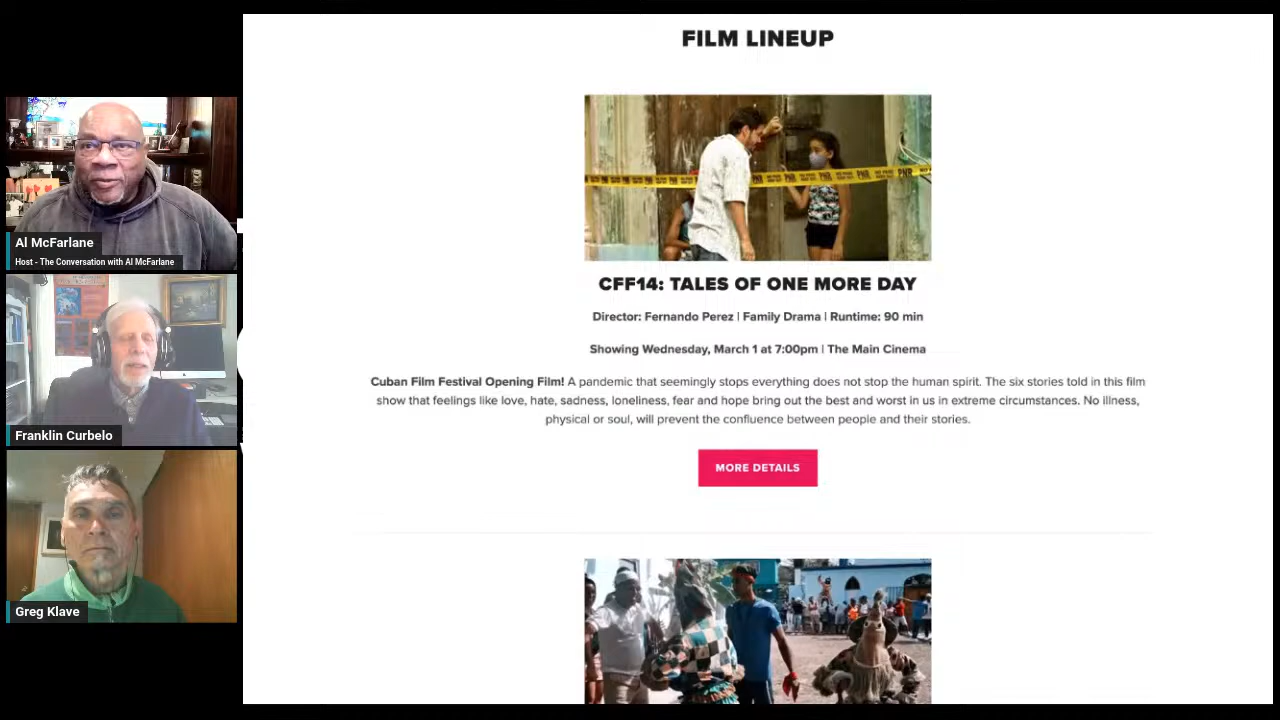 FILM LINEUP
PNR
PNR
CFF14: TALES OF ONE MORE DAY
Director: Fernando Perez | Family Drama | Runtime: 90 min
Showing Wednesday, March 1 at 7:00pm | The Main Cinema
Cuban Film Festival Opening Film! A pandemic that seemingly stops everything does not stop the human spirit. The six stories told in this film
show that feelings like love, hate, sadness, loneliness, fear and hope bring out the best and worst in us in extreme circumstances. No illness,
physical or soul, will prevent the confluence between people and their stories.
MORE DETAILS
Al McFarlane
Host - The Conversation with Al McFarlane
Franklin Curbelo
Greg Klave